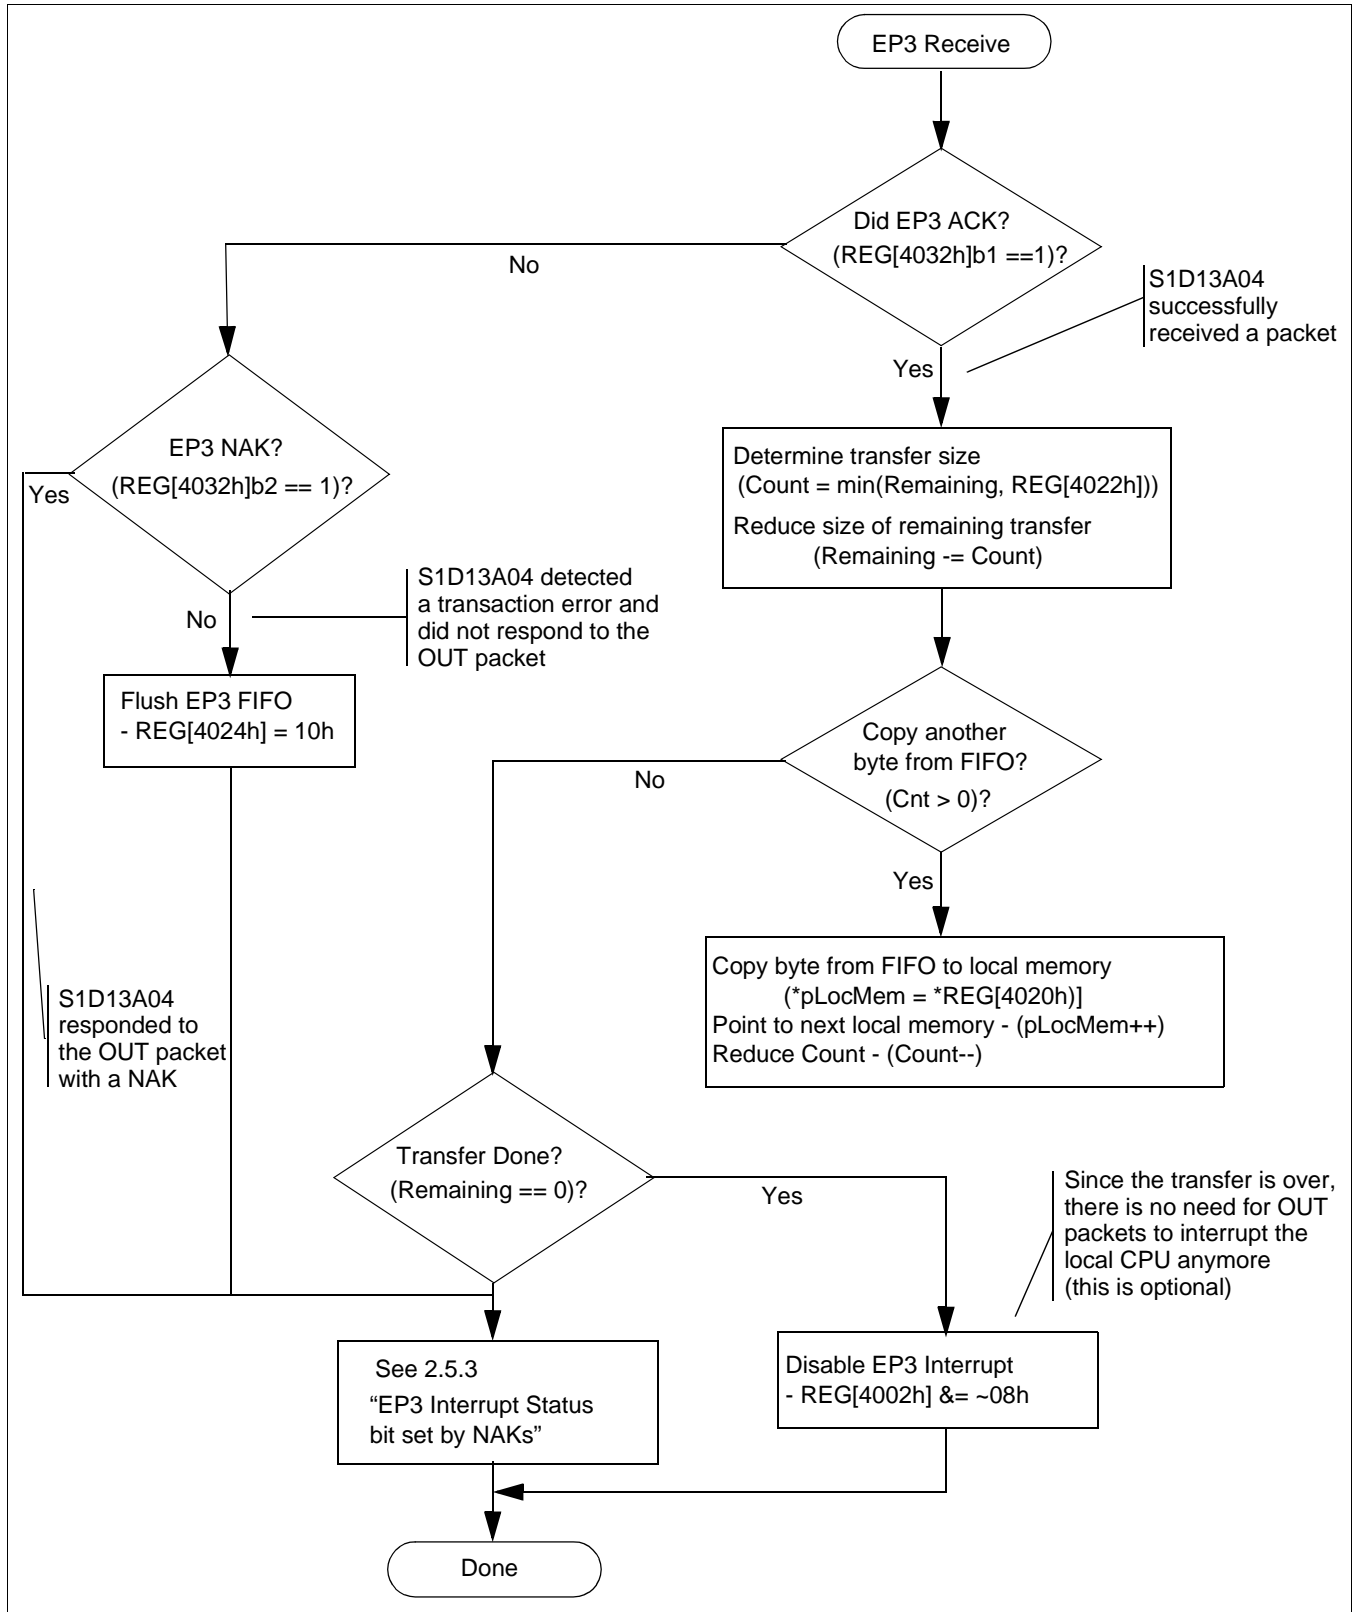 EP3 Receive
Did EP3 ACK?
(REG[4032h]b1 ==1)?
No
S1D13A04
successfully
received a packet
Yes
EP3 NAK?
(REG[4032h]b2 == 1)?
Yes
Determine transfer size
(Count = min(Remaining, REG[4022h]))
Reduce size of remaining transfer
(Remaining -= Count)
S1D13A04 detected
a transaction error and
did not respond to the
OUT packet
No
Flush EP3 FIFO
- REG[4024h] = 10h
Copy another
byte from FIFO?
(Cnt > 0)?
No
Yes
Copy byte from FIFO to local memory
(*pLocMem = *REG[4020h)]
Point to next local memory - (pLocMem++)
Reduce Count - (Count--)
S1D13A04
responded to
the OUT packet
with a NAK
Transfer Done?
(Remaining == 0)?
Yes
Since the transfer is over,
there is no need for OUT
packets to interrupt the
local CPU anymore
(this is optional)
See 2.5.3
“EP3 Interrupt Status
bit set by NAKs”
Disable EP3 Interrupt
- REG[4002h] &= ~08h
Done